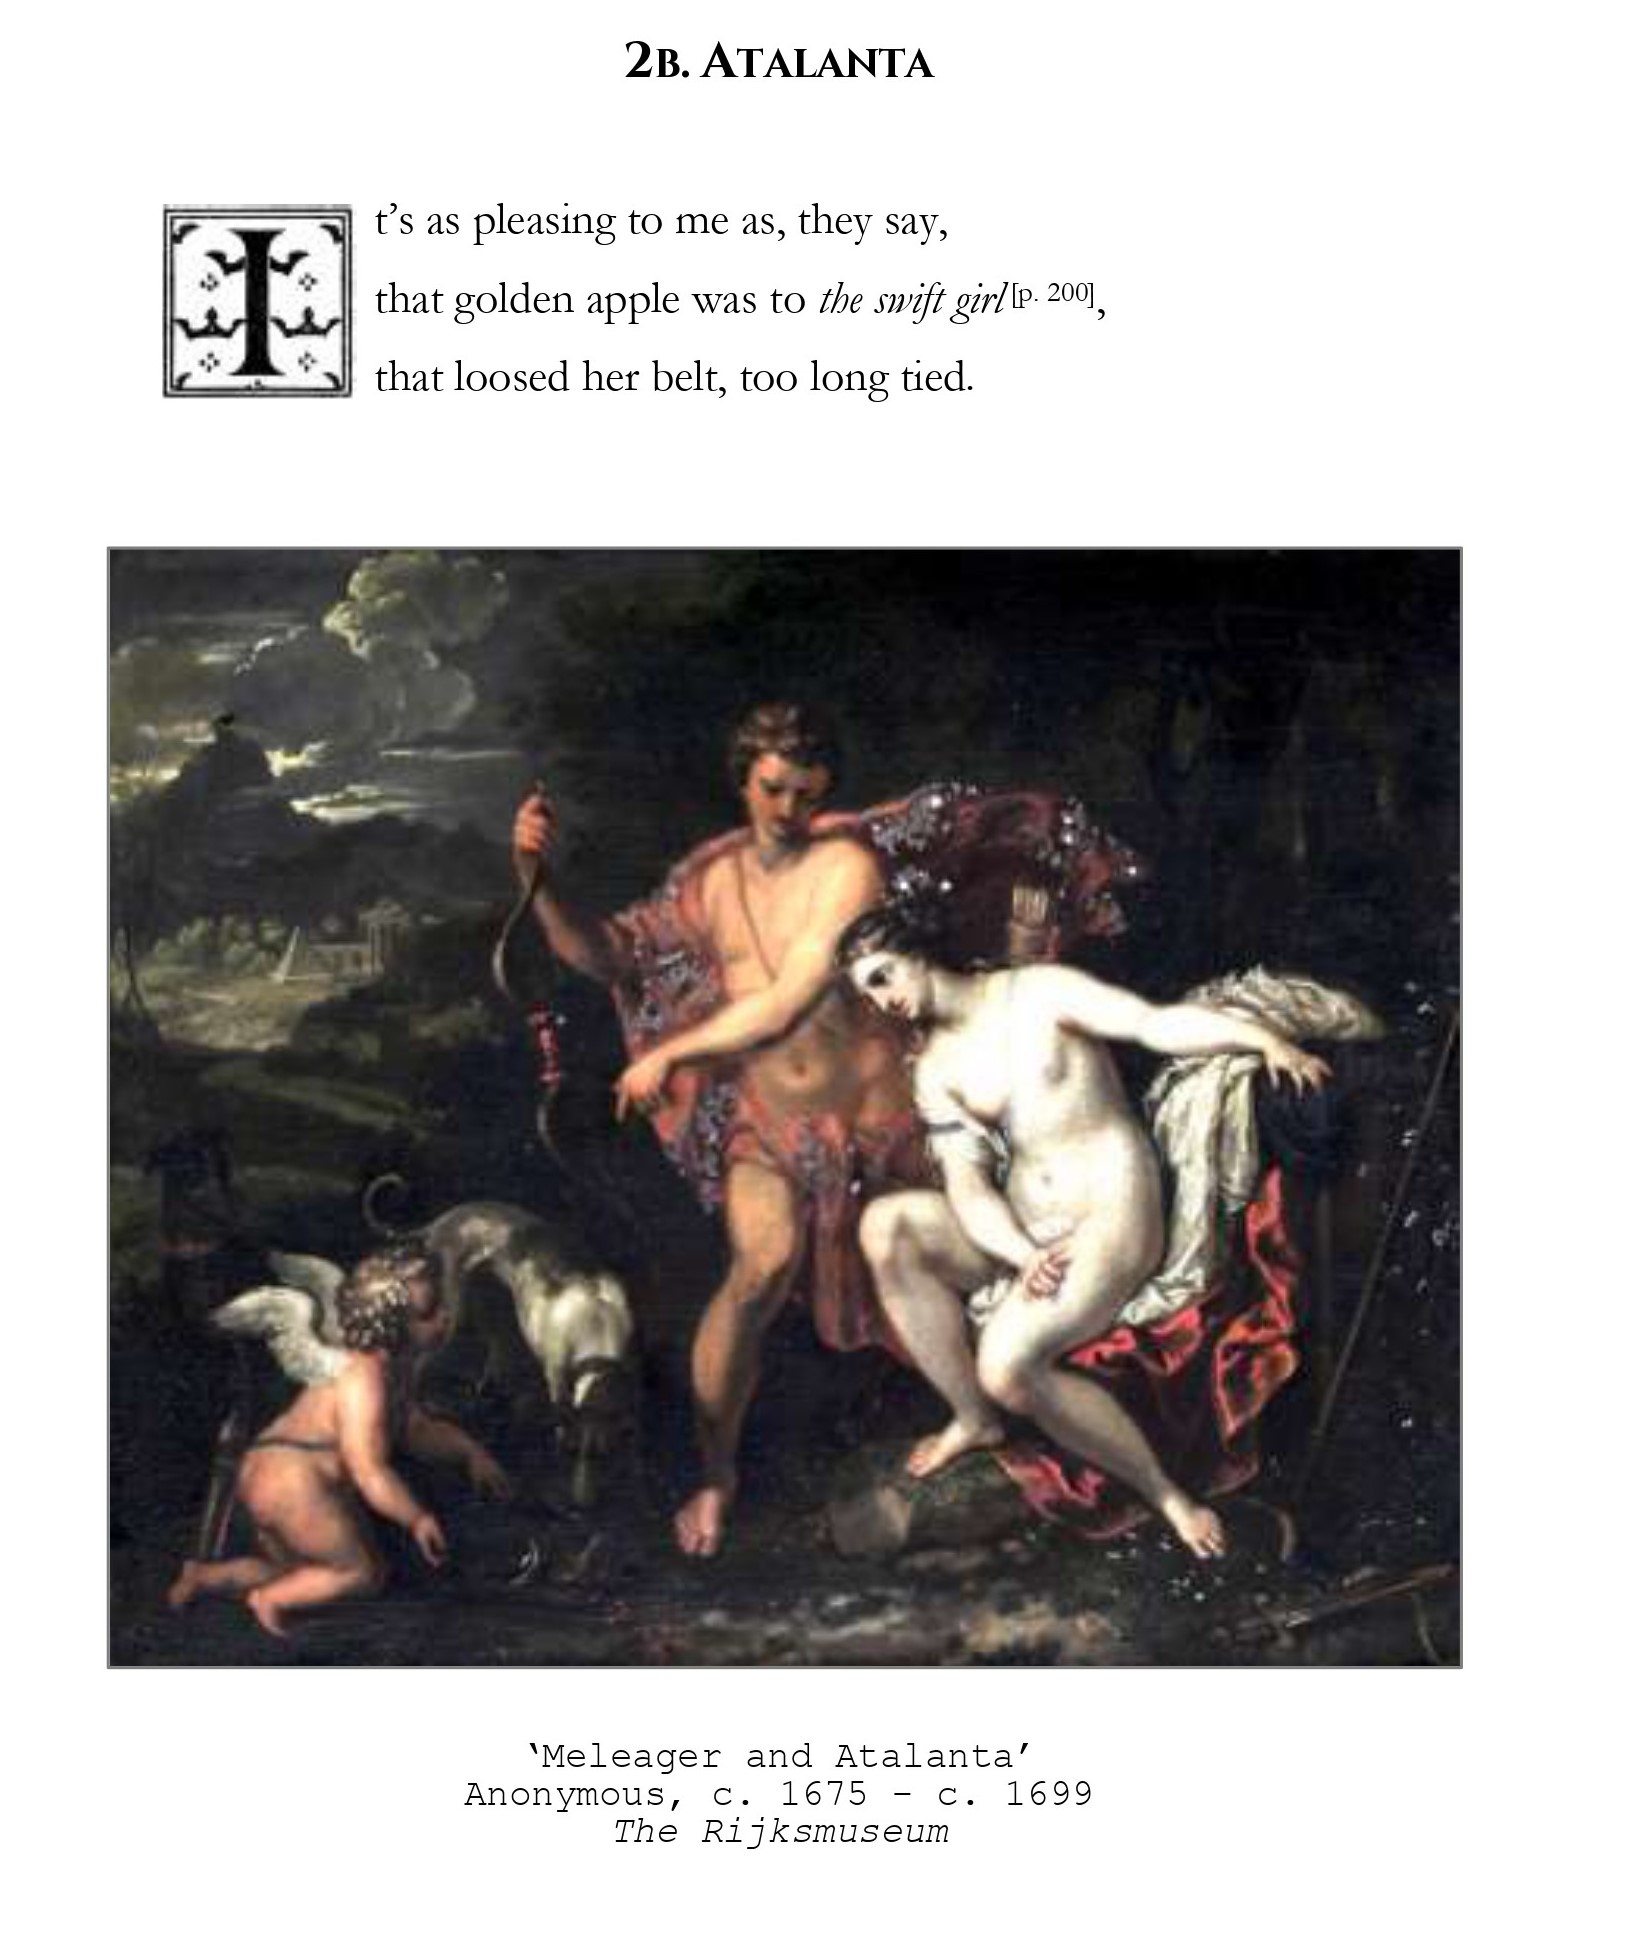 2B. ATALANTA
It’s as pleasing to me as, they say,
that golden apple was to the swift girl[p. 200],
that loosed her belt, too long tied.
‘Meleager and Atalanta’
Anonymous, c. 1675 – c. 1699
The Rijksmuseum